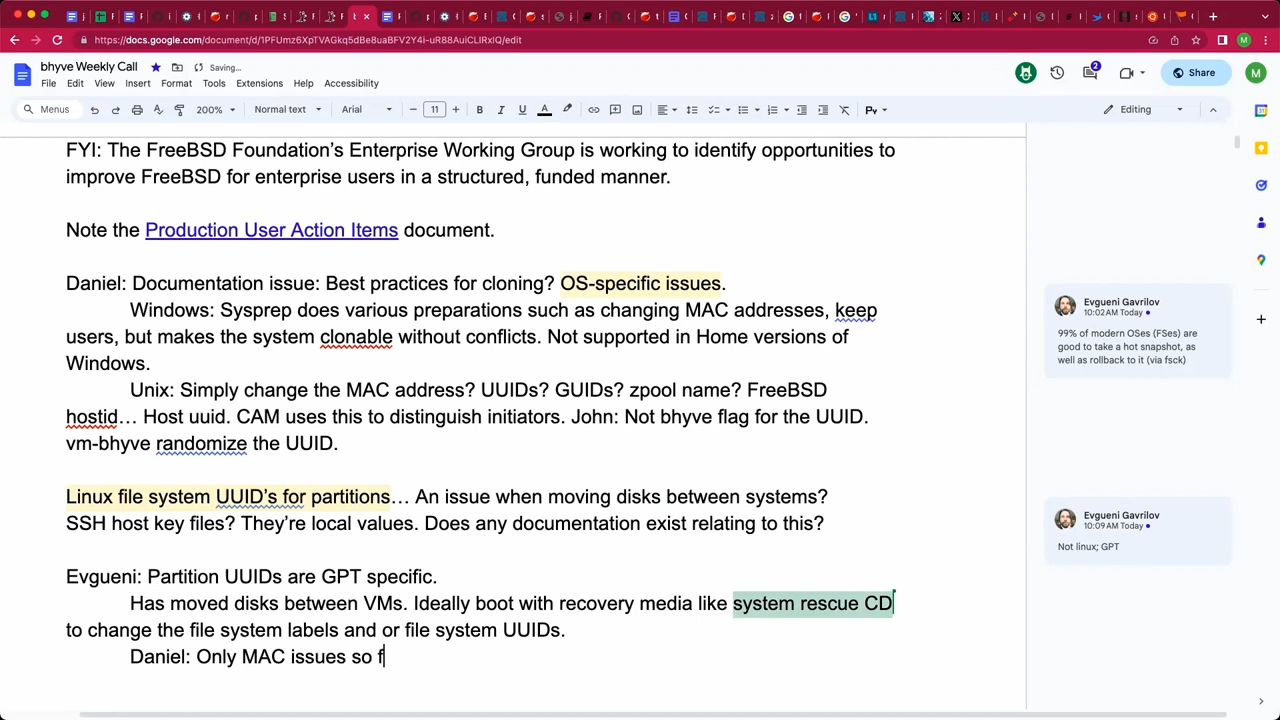 https://docs.google.com/document/d/1PFUmz6XpTVAGkq5dBe8uaBFV2Y4i-uR88AuiCLIRxIQ/edit
bhyve Weekly Call
Saving...
File Edit View Insert Format Tools Extensions Help Accessibility
2
Share
M
Menus
200%
Normal text
Arial
11
Editing
FYI: The FreeBSD Foundation's Enterprise Working Group is working to identify opportunities to
improve FreeBSD for enterprise users in a structured, funded manner.
Note the Production User Action Items document.
Daniel: Documentation issue: Best practices for cloning? OS-specific issues.
Windows: Sysprep does various preparations such as changing MAC addresses, keep
users, but makes the system clonable without conflicts. Not supported in Home versions of
Windows.
Unix: Simply change the MAC address? UUIDs? GUIDs? zpool name? FreeBSD
hostid… Host uuid. CAM uses this to distinguish initiators. John: Not bhyve flag for the UUID.
vm-bhyve randomize the UUID.
Linux file system UUID's for partitions… An issue when moving disks between systems?
SSH host key files? They're local values. Does any documentation exist relating to this?
Evgueni: Partition UUIDs are GPT specific.
Has moved disks between VMs. Ideally boot with recovery media like system rescue CD
to change the file system labels and or file system UUIDs.
Daniel: Only MAC issues so f
Evgueni Gavrilov
10:02 AM Today
99% of modern OSes (FSes) are
good to take a hot snapshot, as
well as rollback to it (via fsck)
Evgueni Gavrilov
10:09 AM Today
Not linux; GPT